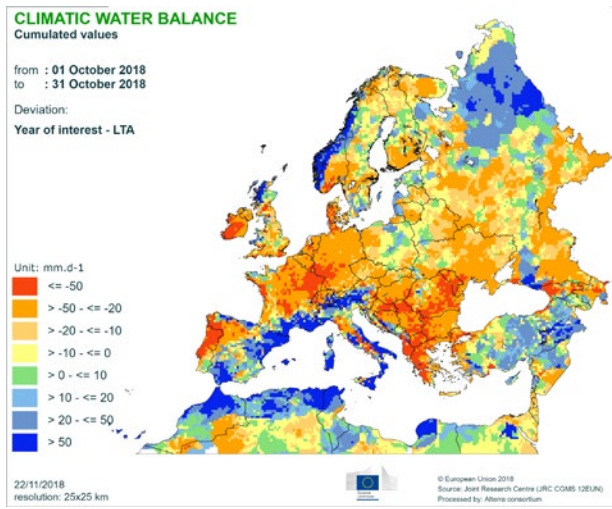 CLIMATIC WATER BALANCE
Cumulated values
from : 01 October 2018
to : 31 October 2018
Deviation:
Year of interest - LTA
Unit: mm.d-1
<= -50
> -50 - <= -20
> -20 - <= -10
> -10 - <= 0
> 0 - <= 10
> 10 - <= 20
> 20 - <= 50
> 50
22/11/2018
resolution: 25x25 km
© European Union 2018
Source: Joint Research Centre (JRC CGMS 12EUN)
Processed by: Alterra consortium